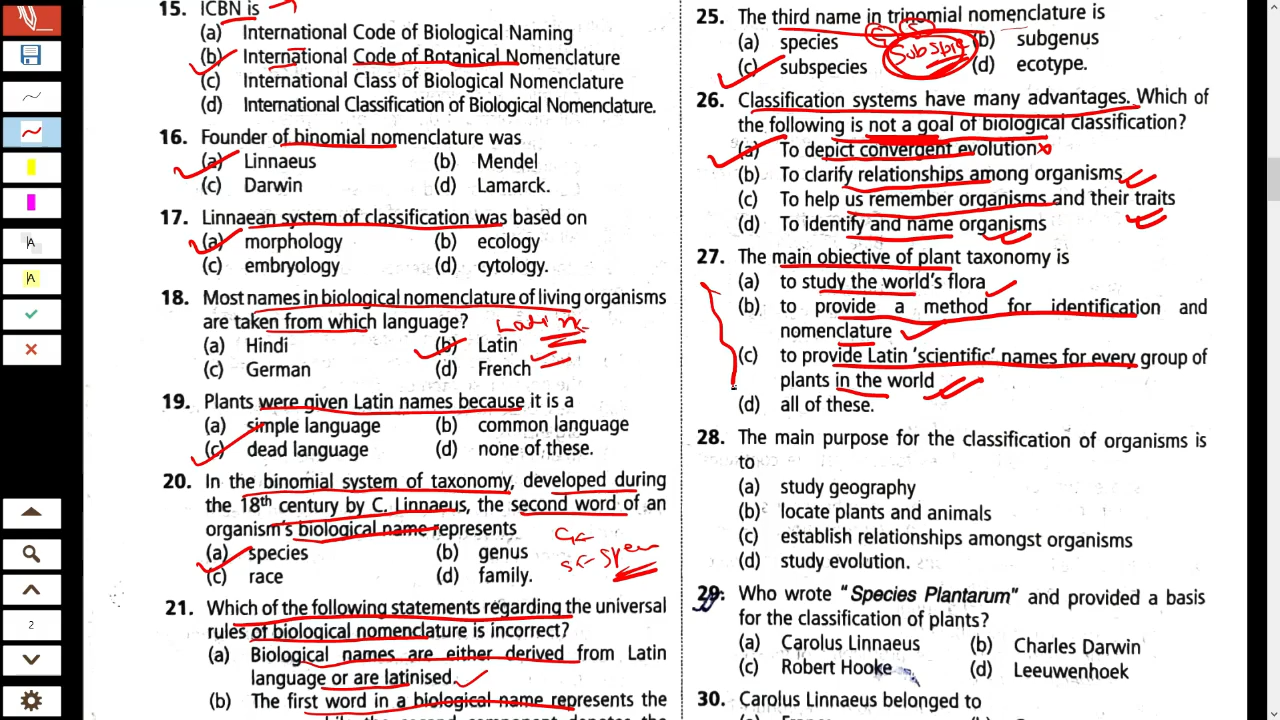 15. ICBN is
(a) International Code of Biological Naming
(b) International Code of Botanical Nomenclature
(c) International Class of Biological Nomenclature
(d) International Classification of Biological Nomenclature.
16. Founder of binomial nomenclature was
(a) Linnaeus (b) Mendel
(c) Darwin (d) Lamarck.
17. Linnaean system of classification was based on
(a) morphology (b) ecology
(c) embryology (d) cytology.
18. Most names in biological nomenclature of living organisms
are taken from which language?
(a) Hindi (b) Latin
(c) German (d) French
19. Plants were given Latin names because it is a
(a) simple language (b) common language
(c) dead language (d) none of these.
20. In the binomial system of taxonomy, developed during
the 18th century by C. Linnaeus, the second word of an
organism's biological name represents
(a) species (b) genus
(c) race (d) family.
21. Which of the following statements regarding the universal
rules of biological nomenclature is incorrect?
(a) Biological names are either derived from Latin
language or are latinised.
(b) The first word in a biological name represents the
25. The third name in trinomial nomenclature is
(a) species (b) subgenus
(c) subspecies (d) ecotype.
26. Classification systems have many advantages. Which of
the following is not a goal of biological classification?
(a) To depict convergent evolution
(b) To clarify relationships among organisms
(c) To help us remember organisms and their traits
(d) To identify and name organisms
27. The main objective of plant taxonomy is
(a) to study the world's flora
(b) to provide a method for identification and
nomenclature
(c) to provide Latin 'scientific' names for every group of
plants in the world
(d) all of these.
28. The main purpose for the classification of organisms is
to
(a) study geography
(b) locate plants and animals
(c) establish relationships amongst organisms
(d) study evolution.
29. Who wrote "Species Plantarum" and provided a basis
for the classification of plants?
(a) Carolus Linnaeus (b) Charles Darwin
(c) Robert Hooke (d) Leeuwenhoek
30. Carolus Linnaeus belonged to
2